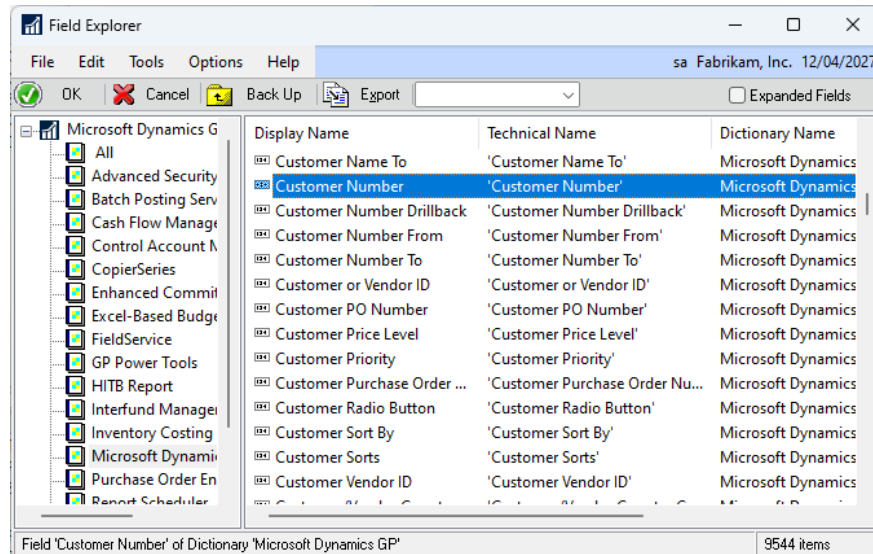 Field Explorer
File Edit Tools Options Help sa Fabrikam, Inc. 12/04/2027
OK Cancel Back Up Export Expanded Fields
Microsoft Dynamics G
All
Advanced Security
Batch Posting Serv
Cash Flow Manage
Control Account M
CopierSeries
Enhanced Commit
Excel-Based Budge
FieldService
GP Power Tools
HITB Report
Interfund Manager
Inventory Costing
Microsoft Dynami
Purchase Order En
Report Scheduler
Display Name Technical Name Dictionary Name
Customer Name To 'Customer Name To' Microsoft Dynamics
Customer Number 'Customer Number' Microsoft Dynamics
Customer Number Drillback 'Customer Number Drillback' Microsoft Dynamics
Customer Number From 'Customer Number From' Microsoft Dynamics
Customer Number To 'Customer Number To' Microsoft Dynamics
Customer or Vendor ID 'Customer or Vendor ID' Microsoft Dynamics
Customer PO Number 'Customer PO Number' Microsoft Dynamics
Customer Price Level 'Customer Price Level' Microsoft Dynamics
Customer Priority 'Customer Priority' Microsoft Dynamics
Customer Purchase Order ... 'Customer Purchase Order Nu... Microsoft Dynamics
Customer Radio Button 'Customer Radio Button' Microsoft Dynamics
Customer Sort By 'Customer Sort By' Microsoft Dynamics
Customer Sorts 'Customer Sorts' Microsoft Dynamics
Customer Vendor ID 'Customer Vendor ID' Microsoft Dynamics
Field 'Customer Number' of Dictionary 'Microsoft Dynamics GP' 9544 items